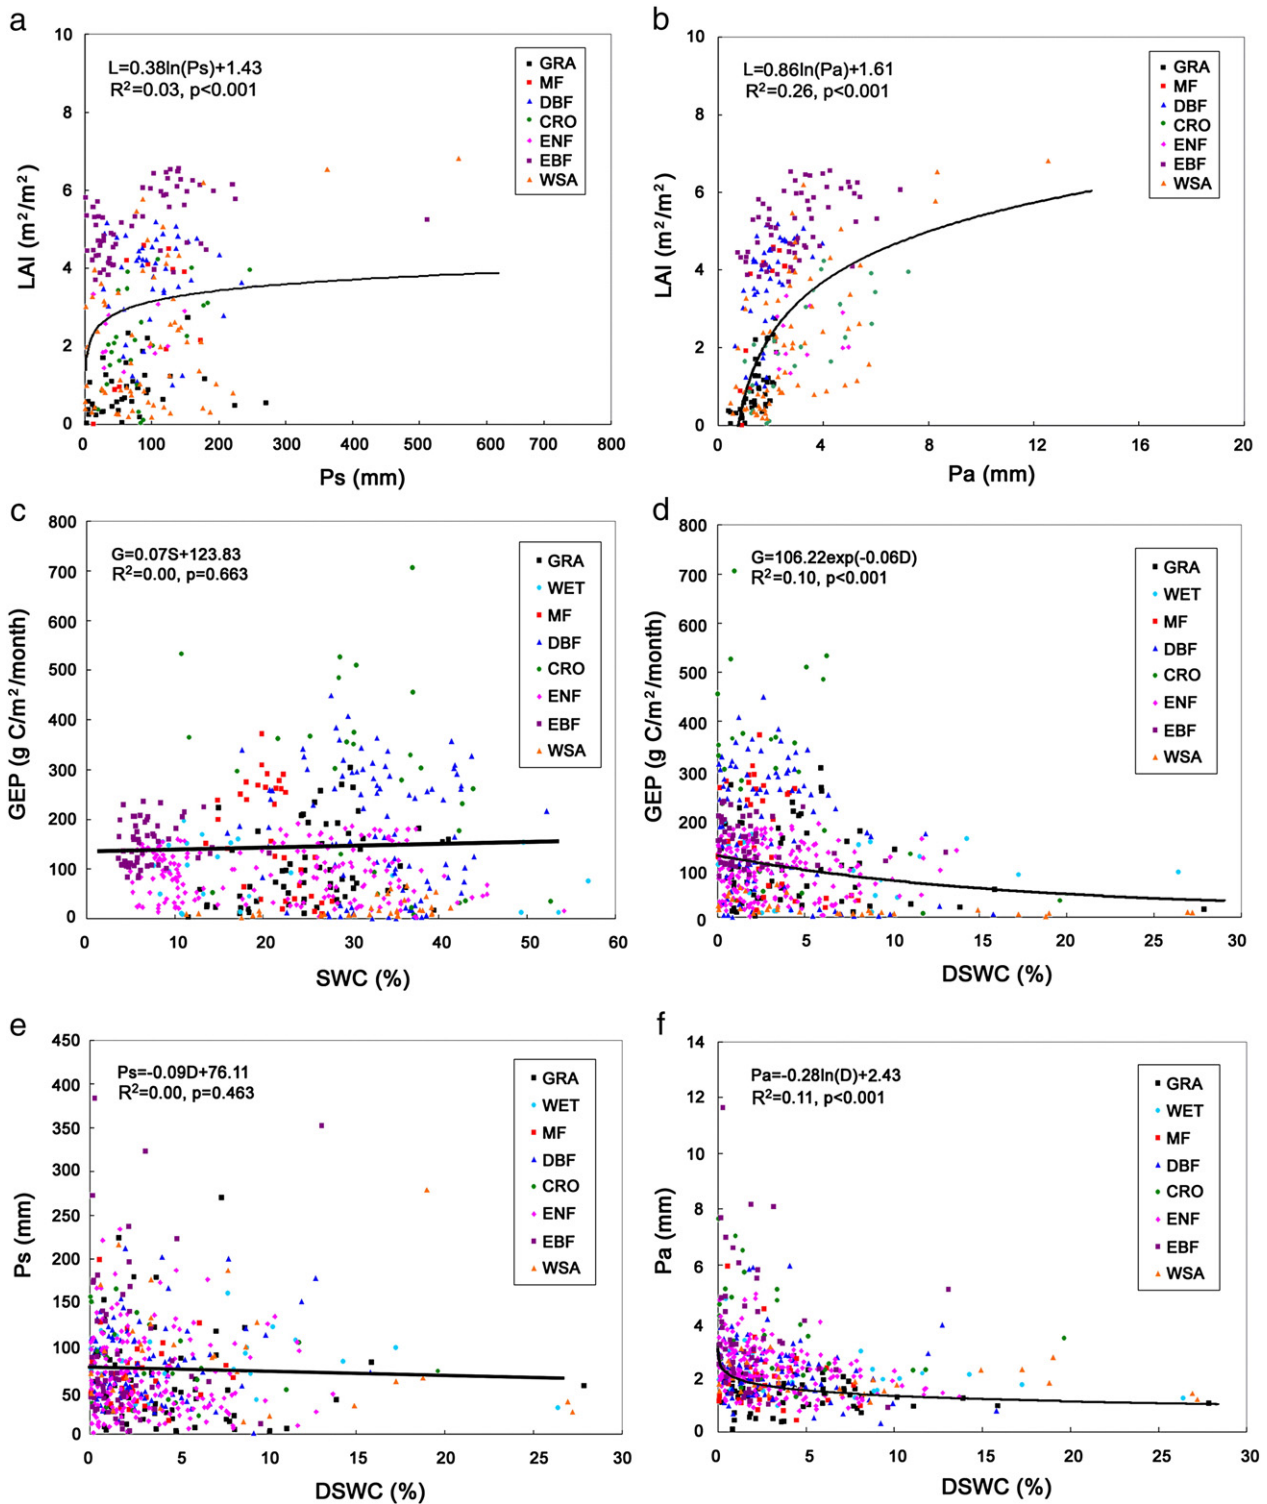 a
10
8
6
4
2
0
LAI (m²/m²)
L=0.38ln(Ps)+1.43
R²=0.03, p<0.001
GRA
MF
DBF
CRO
ENF
EBF
WSA
0 100 200 300 400 500 600 700 800
Ps (mm)
b
10
8
6
4
2
0
LAI (m²/m²)
L=0.86ln(Pa)+1.61
R²=0.26, p<0.001
GRA
MF
DBF
CRO
ENF
EBF
WSA
0 4 8 12 16 20
Pa (mm)
c
800
700
600
500
400
300
200
100
0
GEP (g C/m²/month)
G=0.07S+123.83
R²=0.00, p=0.663
GRA
WET
MF
DBF
CRO
ENF
EBF
WSA
0 10 20 30 40 50 60
SWC (%)
d
800
700
600
500
400
300
200
100
0
GEP (g C/m²/month)
G=106.22exp(-0.06D)
R²=0.10, p<0.001
GRA
WET
MF
DBF
CRO
ENF
EBF
WSA
0 5 10 15 20 25 30
DSWC (%)
e
450
400
350
300
250
200
150
100
50
0
Ps (mm)
Ps=-0.09D+76.11
R²=0.00, p=0.463
GRA
WET
MF
DBF
CRO
ENF
EBF
WSA
0 5 10 15 20 25 30
DSWC (%)
f
14
12
10
8
6
4
2
0
Pa (mm)
Pa=-0.28ln(D)+2.43
R²=0.11, p<0.001
GRA
WET
MF
DBF
CRO
ENF
EBF
WSA
0 5 10 15 20 25 30
DSWC (%)